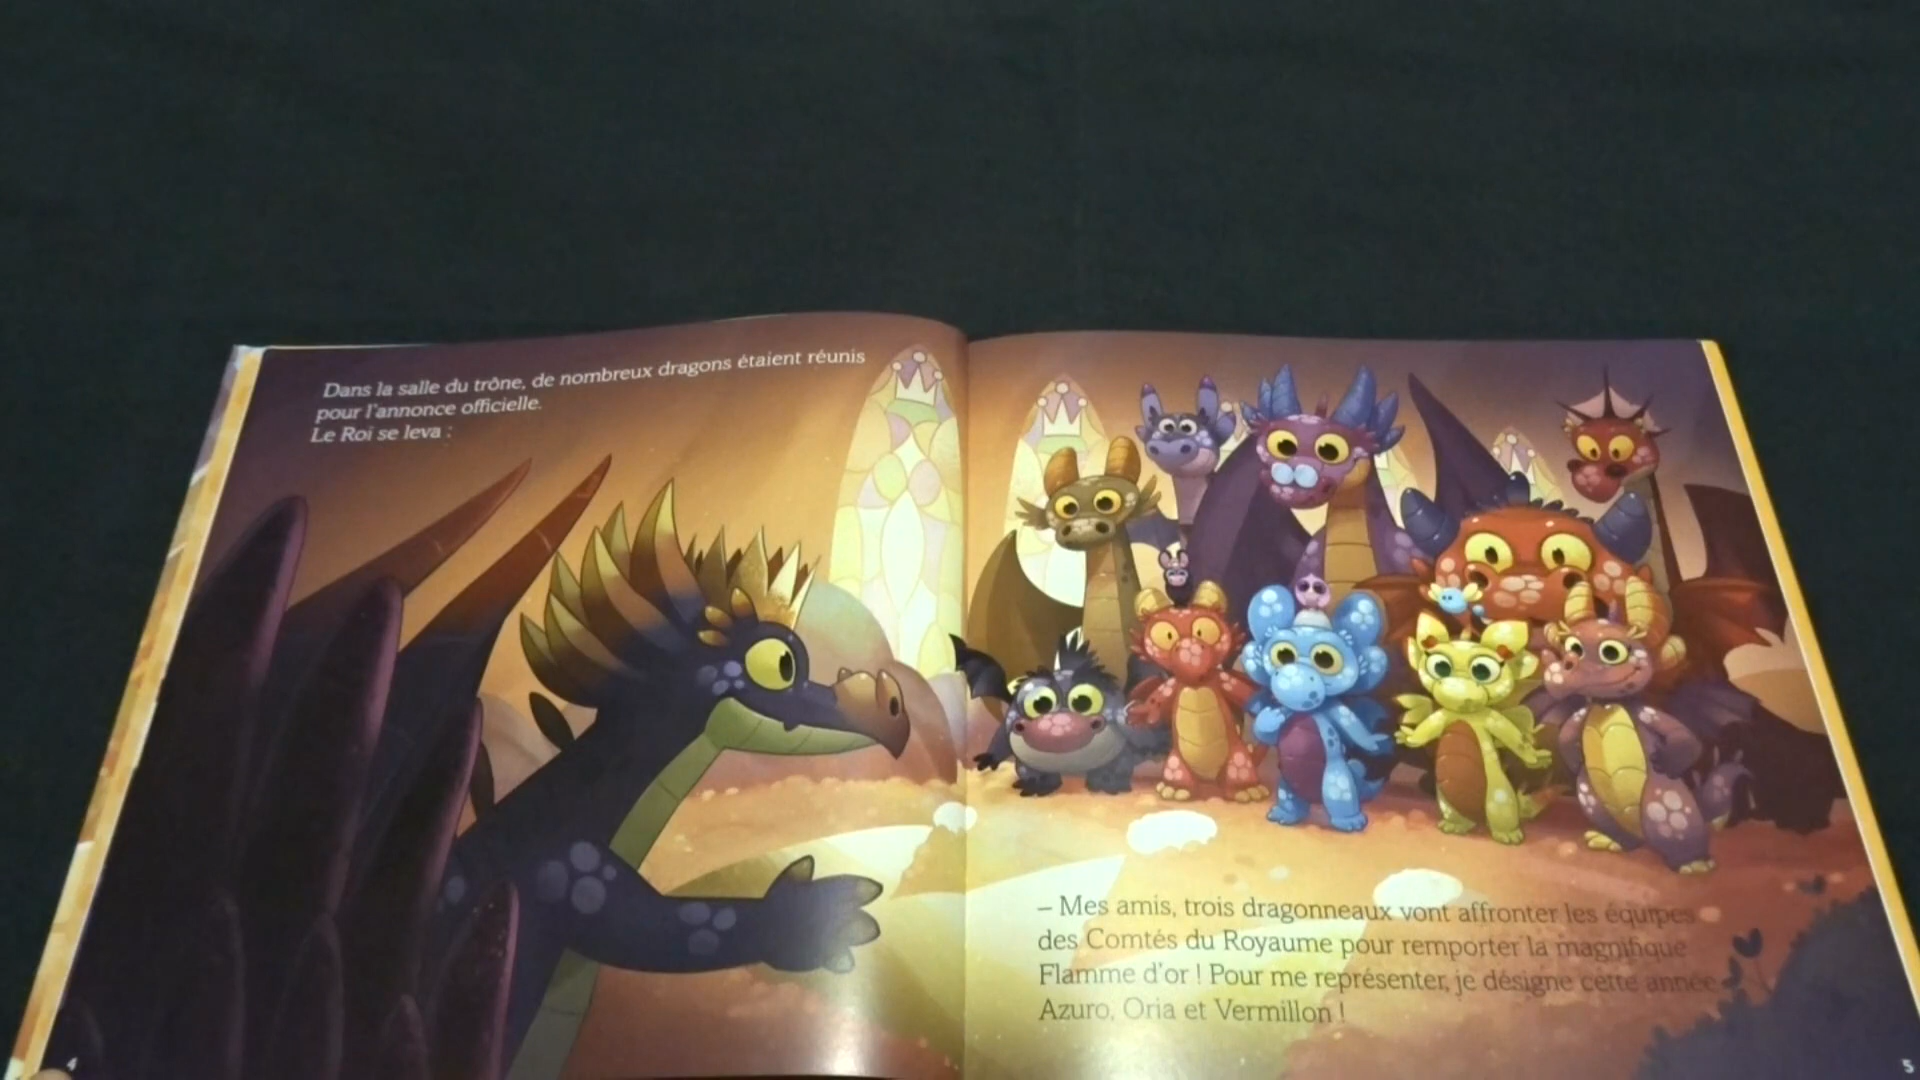 Dans la salle du trône, de nombreux dragons étaient réunis
pour l'annonce officielle.
Le Roi se leva :
– Mes amis, trois dragonneaux vont affronter les équipes
des Comtés du Royaume pour remporter la magnifique
Flamme d'or ! Pour me représenter, je désigne cette année
Azuro, Oria et Vermillon !
4
5